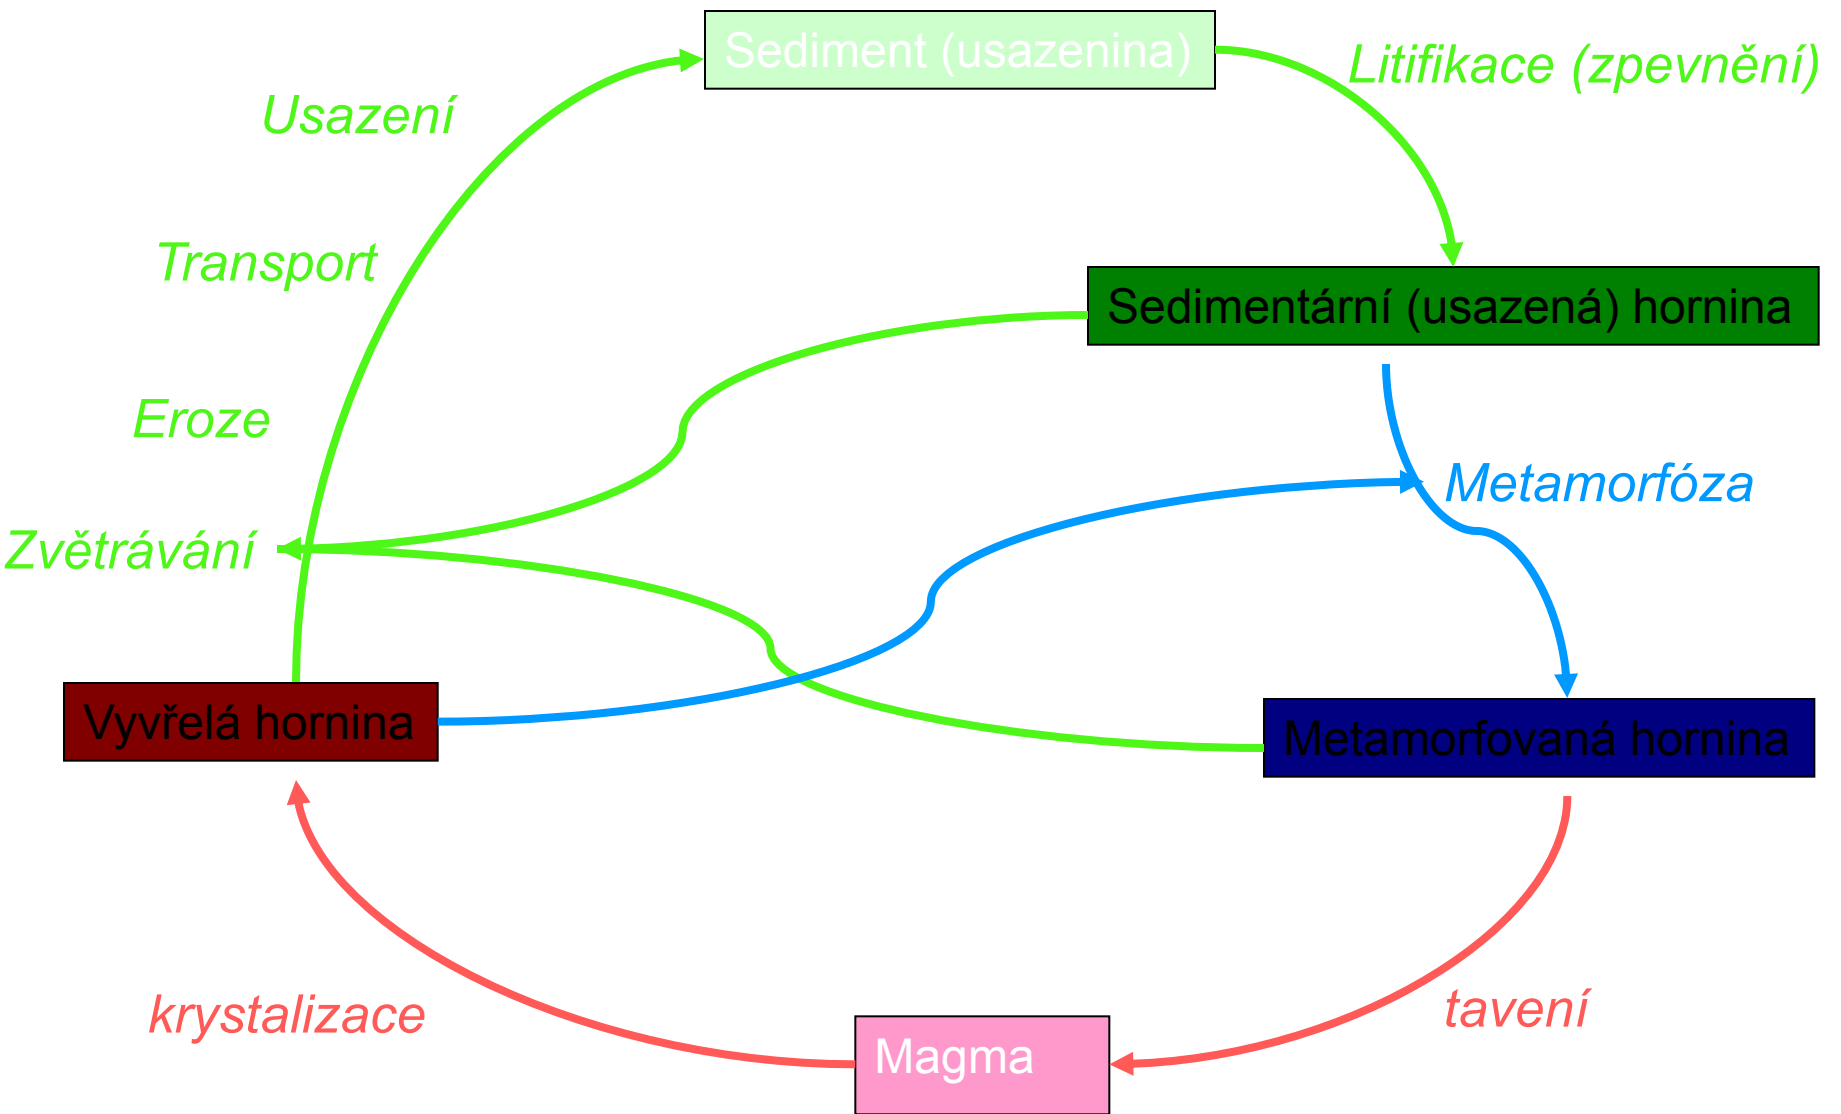 Sediment (usazenina)
Litifikace (zpevnění)
Usazení
Transport
Sedimentární (usazená) hornina
Eroze
Metamorfóza
Zvětrávání
Vyvřelá hornina
Metamorfovaná hornina
krystalizace
tavení
Magma